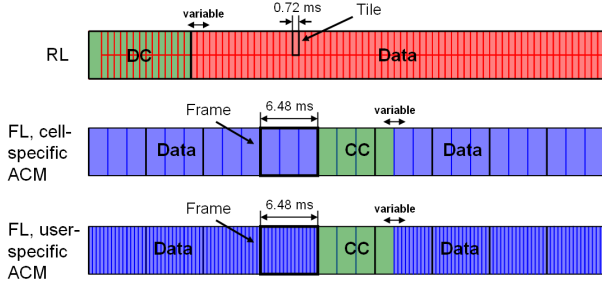 variable
0.72 ms
Tile
RL
DC
Data
6.48 ms
Frame
variable
FL, cell-
specific
ACM
Data
CC
Data
6.48 ms
Frame
variable
FL, user-
specific
ACM
Data
CC
Data